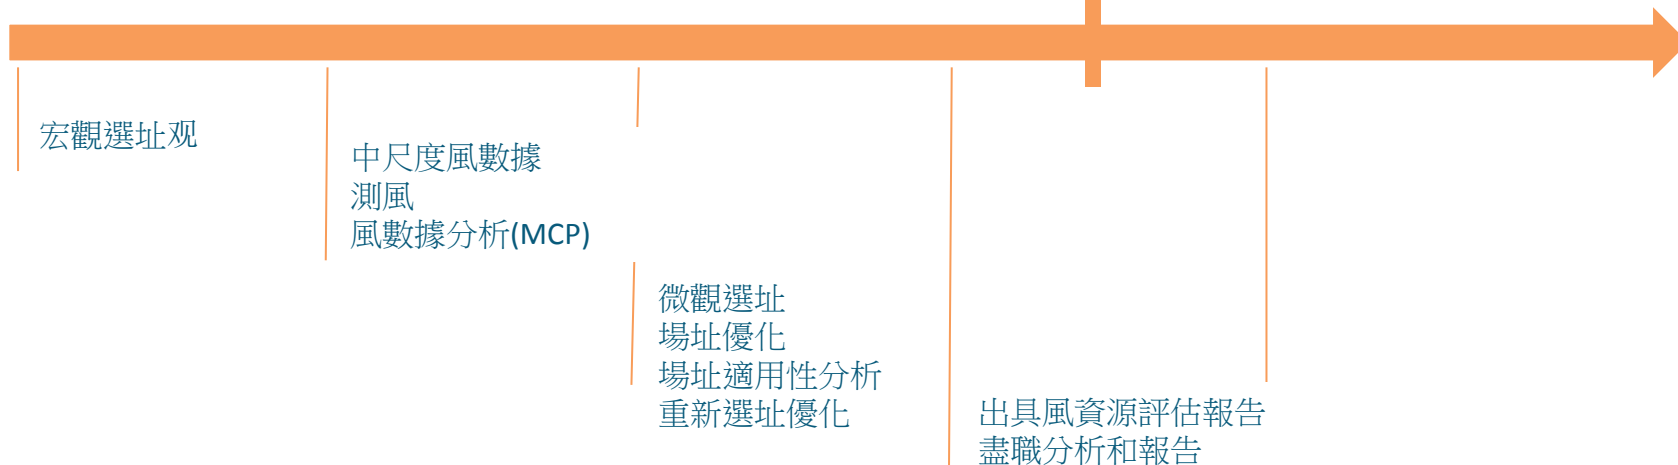 宏觀選址观
中尺度風數據
測風
風數據分析(MCP)
微觀選址
場址優化
場址適用性分析
重新選址優化
出具風資源評估報告
盡職分析和報告